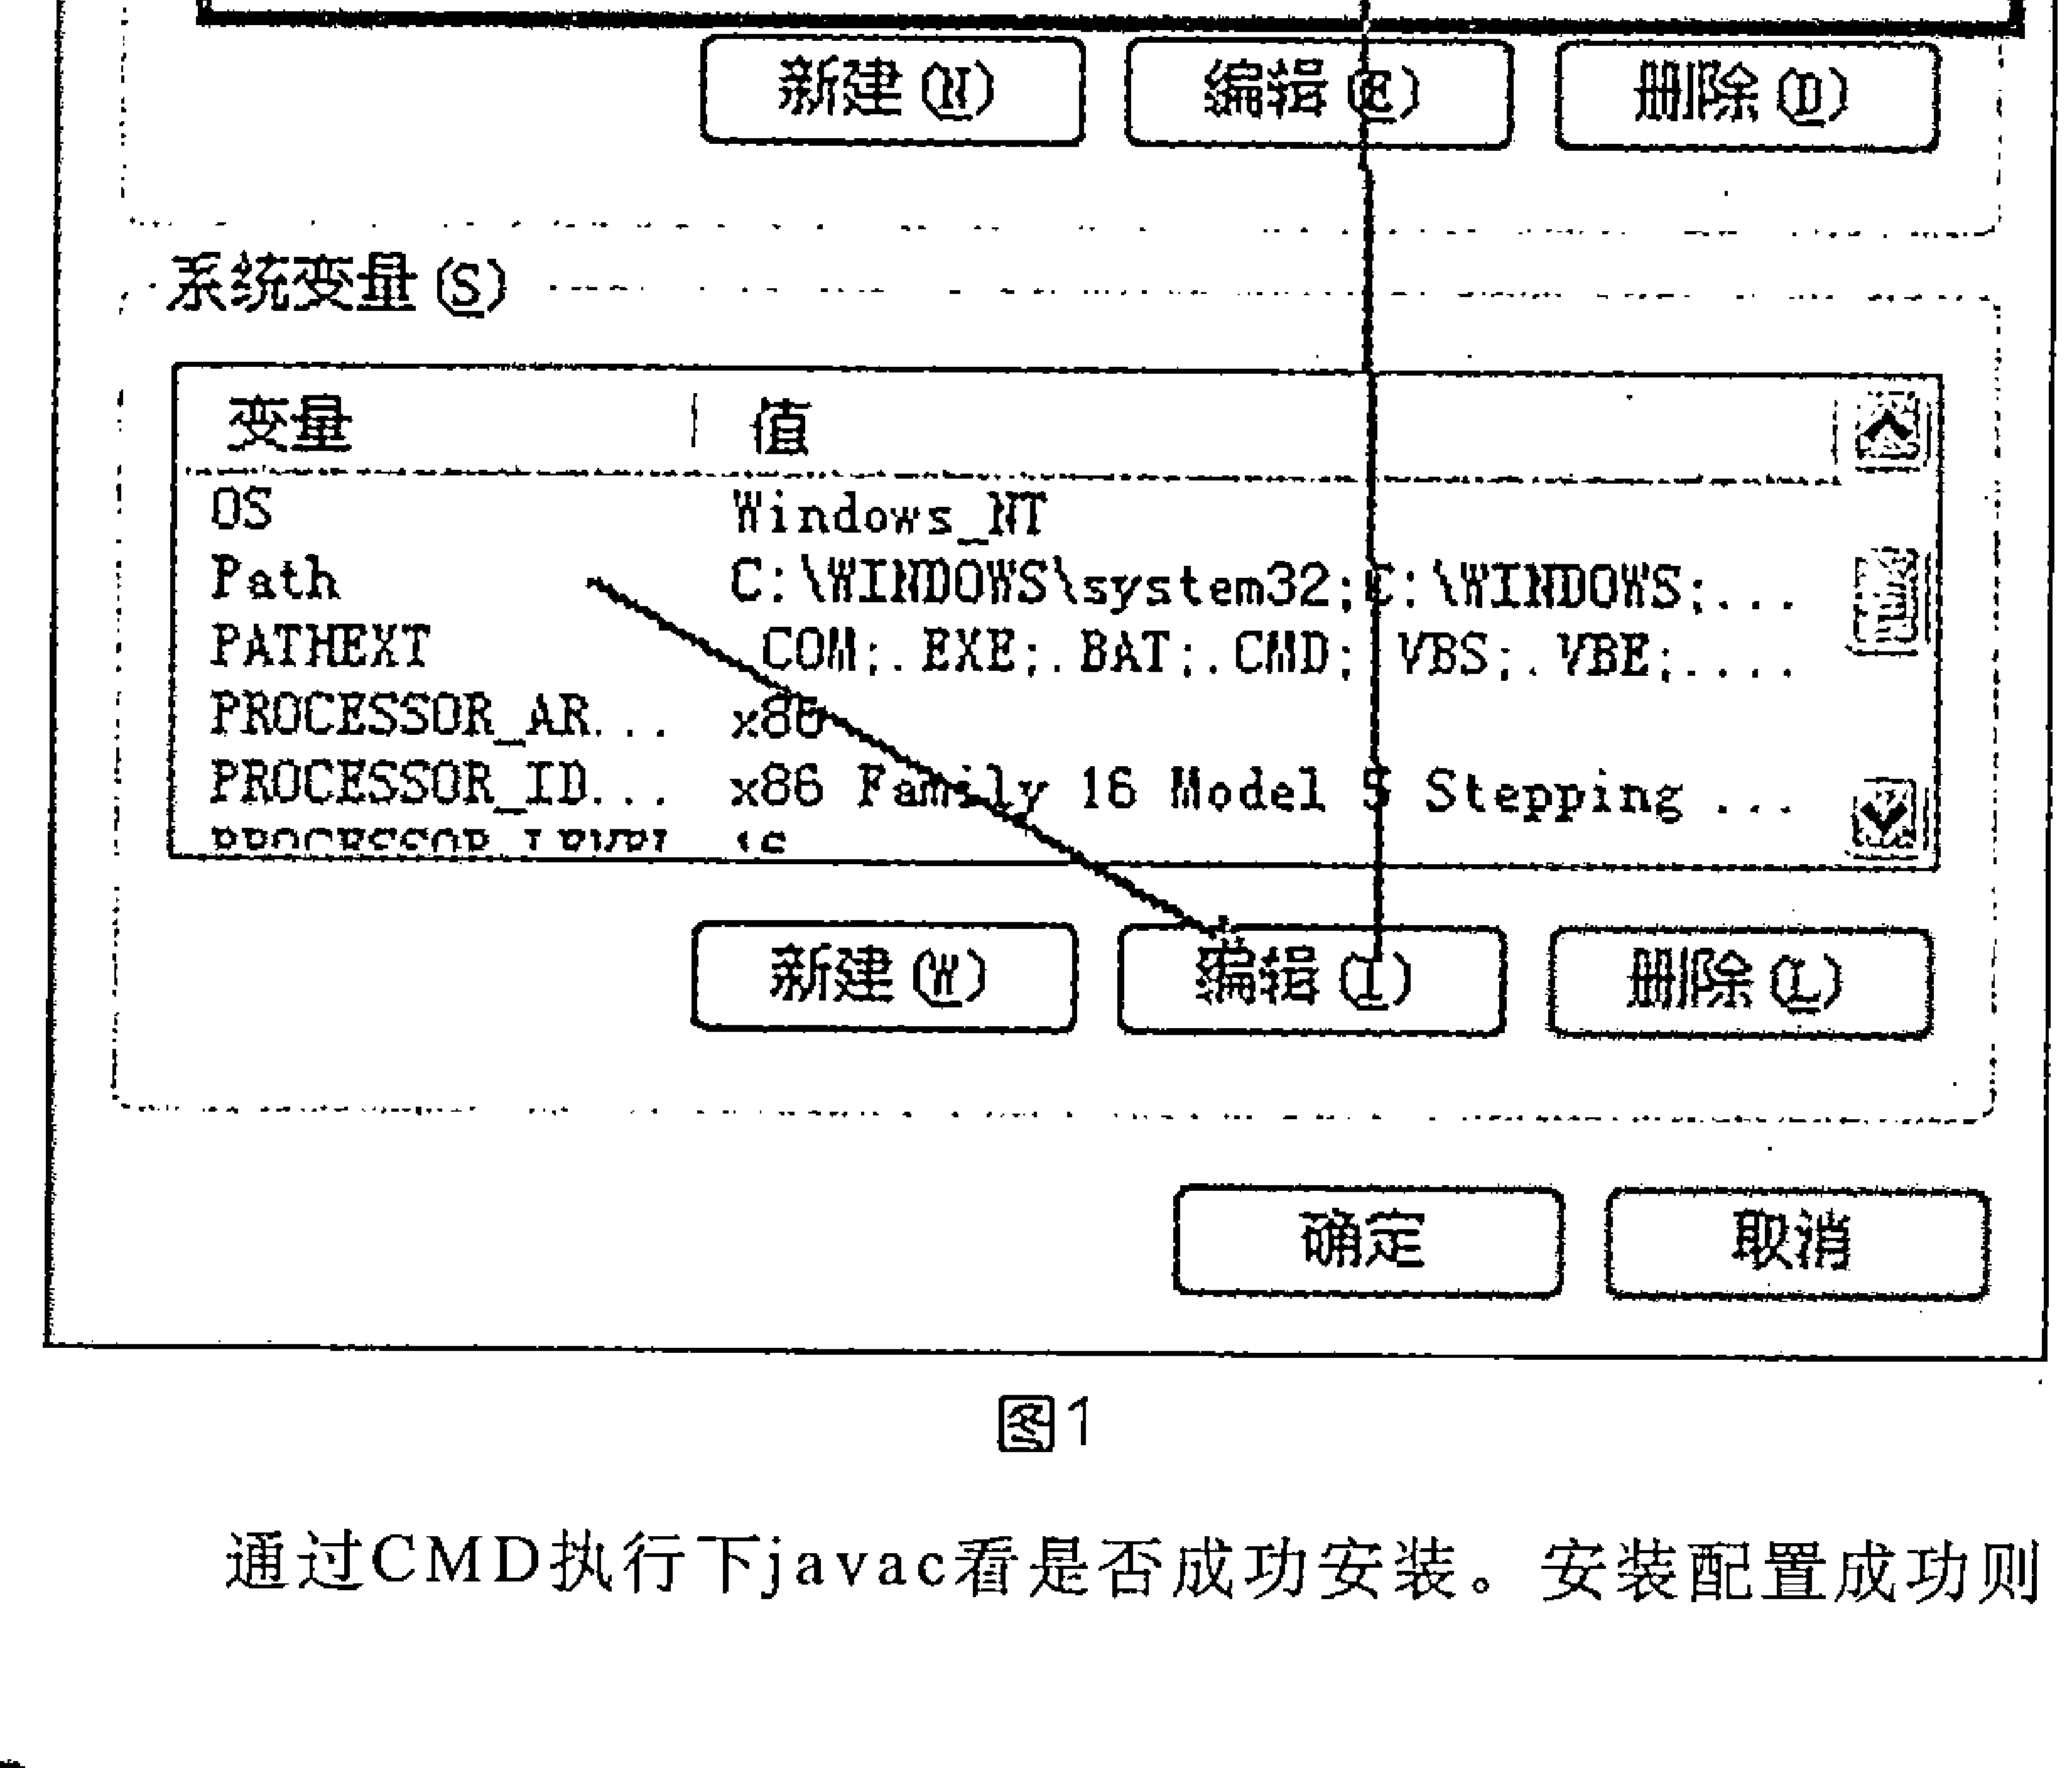 新建(N) 编辑(E) 删除(D)
系统变量(S)
变量 值
OS Windows_NT
Path C:\WINDOWS\system32;C:\WINDOWS;...
PATHEXT COM;.EXE;.BAT;.CMD; VBS;.VBE;....
PROCESSOR_AR... x86
PROCESSOR_ID... x86 Family 16 Model 5 Stepping ...
新建(W) 编辑(I) 删除(L)
确定 取消
图1
通过CMD执行下javac看是否成功安装。安装配置成功则